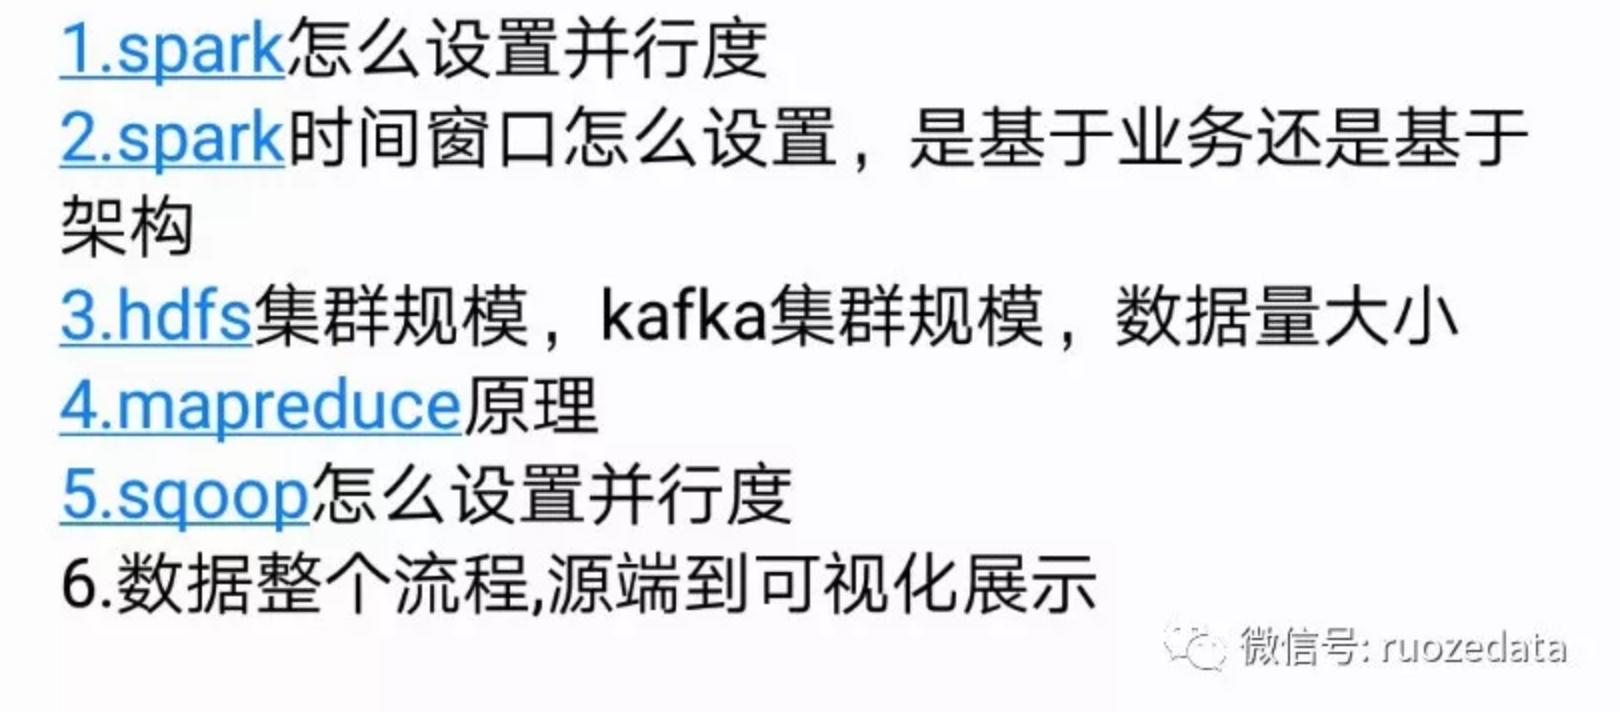 1.spark怎么设置并行度
2.spark时间窗口怎么设置，是基于业务还是基于
架构
3.hdfs集群规模，kafka集群规模，数据量大小
4.mapreduce原理
5.sqoop怎么设置并行度
6.数据整个流程,源端到可视化展示
微信号: ruozedata